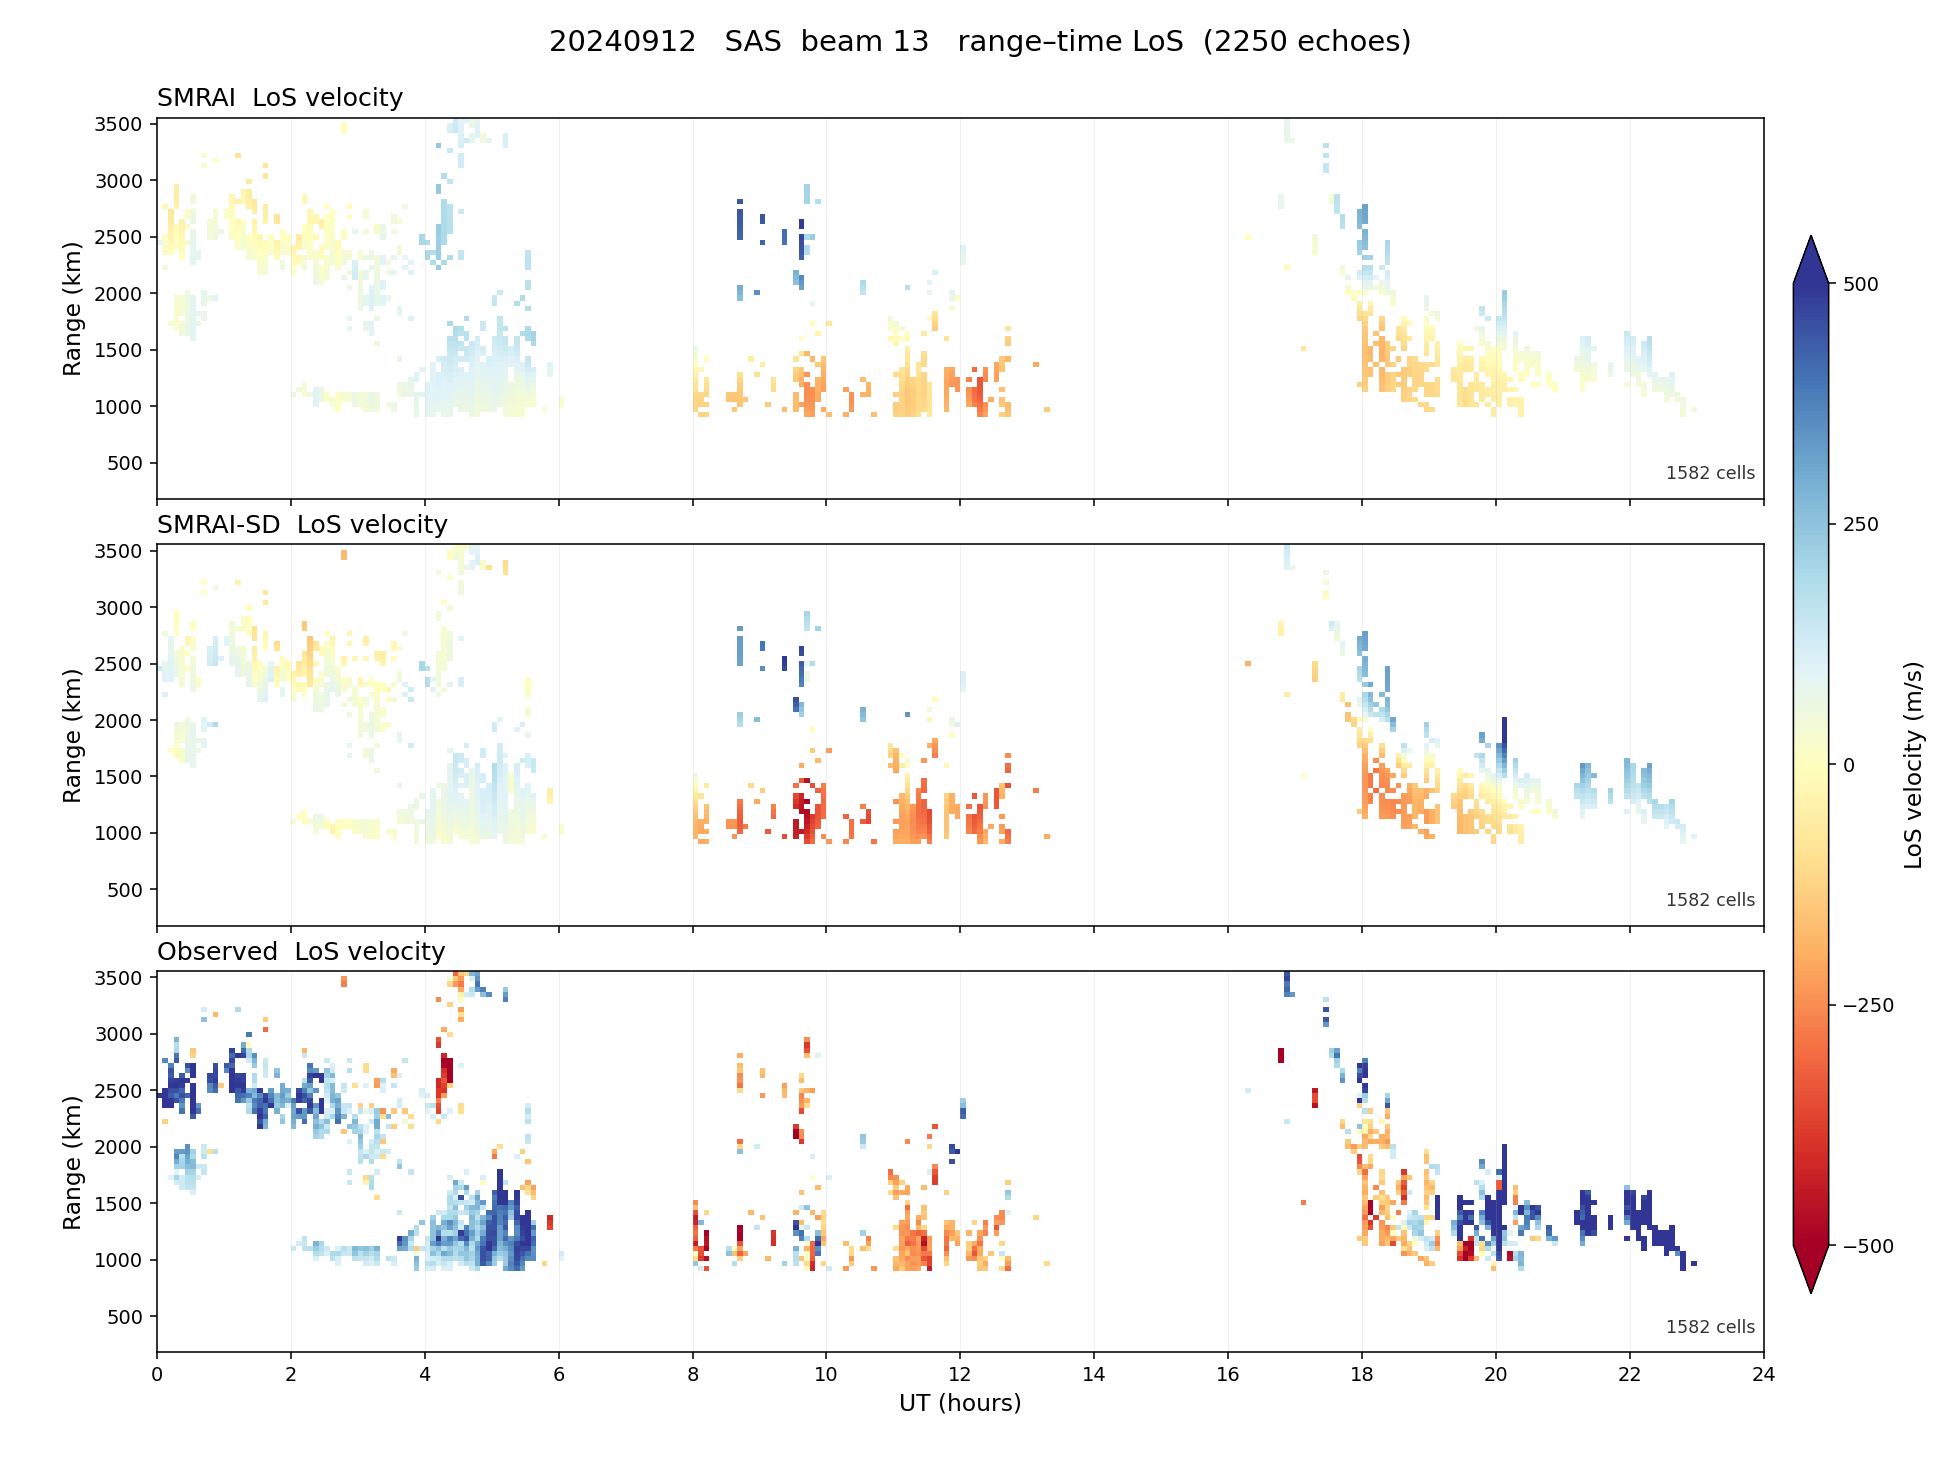 20240912   SAS  beam 13   range–time LoS  (2250 echoes)
SMRAI  LoS velocity
3500
3000
2500
2000
1500
1000
500
Range (km)
1582 cells
SMRAI-SD  LoS velocity
3500
3000
2500
2000
1500
1000
500
Range (km)
1582 cells
Observed  LoS velocity
3500
3000
2500
2000
1500
1000
500
Range (km)
1582 cells
0 2 4 6 8 10 12 14 16 18 20 22 24
UT (hours)
500
250
0
−250
−500
LoS velocity (m/s)